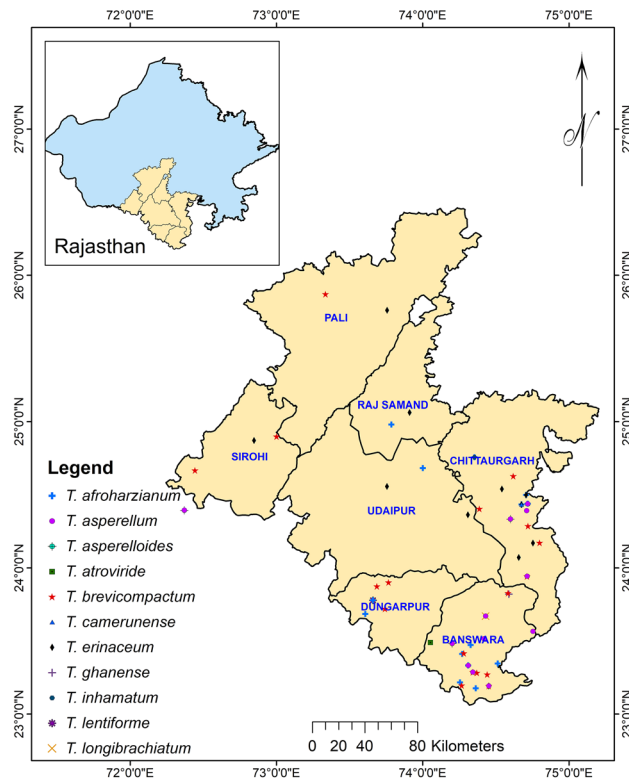 72°0'0"E 73°0'0"E 74°0'0"E 75°0'0"E
27°0'0"N
26°0'0"N
25°0'0"N
24°0'0"N
23°0'0"N
27°0'0"N
26°0'0"N
25°0'0"N
24°0'0"N
23°0'0"N
Rajasthan
N
PALI
RAJ SAMAND
SIROHI
CHITTAURGARH
UDAIPUR
DUNGARPUR
BANSWARA
Legend
T. afroharzianum
T. asperellum
T. asperelloides
T. atroviride
T. brevicompactum
T. camerunense
T. erinaceum
T. ghanense
T. inhamatum
T. lentiforme
T. longibrachiatum
0 20 40 80 Kilometers
72°0'0"E 73°0'0"E 74°0'0"E 75°0'0"E